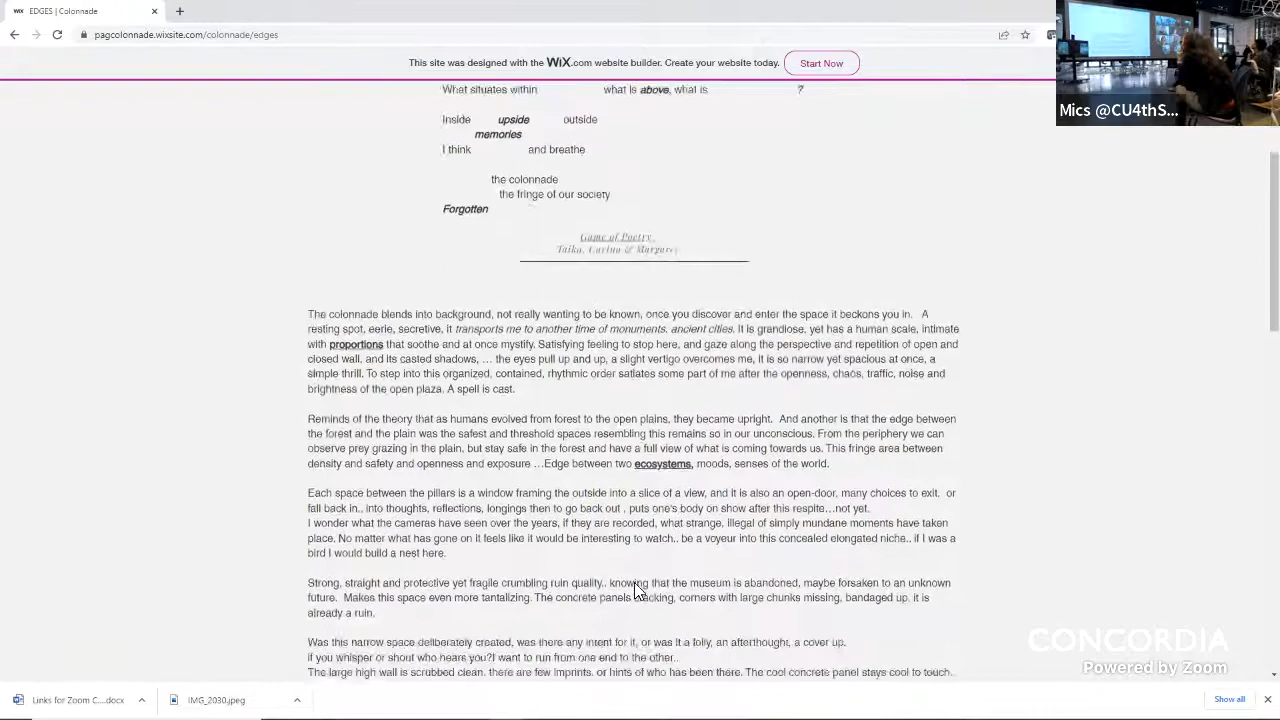 EDGES | Colonnade
pagcolonnade.wixsite.com/colonnade/edges
This site was designed with the WiX.com website builder. Create your website today.
Start Now
Mics @CU4thS...
What situates within what is above, what is ?
Inside upside outside
memories
I think and breathe
the colonnade
the fringe of our society
Forgotten
Game of Poetry
Taika, Carina & Margaret
The colonnade blends into background, not really wanting to be known, once you discover and enter the space it beckons you in. A
resting spot, eerie, secretive, it transports me to another time of monuments, ancient cities. It is grandiose, yet has a human scale, intimate
with proportions that soothe and at once mystify. Satisfying feeling to stop here, and gaze along the perspective and repetition of open and
closed wall, and its casted shadows, ... the eyes pull up and up, a slight vertigo overcomes me, it is so narrow yet spacious at once, a
simple thrill. To step into this organized, contained, rhythmic order satiates some part of me after the openness, chaos, traffic, noise and
brightness of the open plaza. A spell is cast.
Reminds of the theory that as humans evolved from forest to the open plains, they became upright. And another is that the edge between
the forest and the plain was the safest and threshold spaces resembling this remains so in our unconscious. From the periphery we can
observe prey grazing in the plain, but stay safe in the forest and have a full view of what is coming towards us. This fringe area between
density and safety and openness and exposure ...Edge between two ecosystems, moods, senses of the world.
Each space between the pillars is a window framing the outside into a slice of a view, and it is also an open-door, many choices to exit, or
fall back in.. into thoughts, reflections, longings then to go back out , puts one's body on show after this respite...not yet.
I wonder what the cameras have seen over the years, if they are recorded, what strange, illegal of simply mundane moments have taken
place. No matter what has gone on it feels like it would be interesting to watch.. be a voyeur into this concealed elongated niche.. if I was a
bird I would build a nest here.
Strong, straight and protective yet fragile crumbling ruin quality.. knowing that the museum is abandoned, maybe forsaken to an unknown
future. Makes this space even more tantalizing. The concrete panels cracking, corners with large chunks missing, bandaged up, it is
already a ruin.
Was this narrow space deliberately created, was there any intent for it, or was it a folly, an afterthought, a cover up.
If you whisper or shout who hears you?I want to run from one end to the other..
The large high wall is scrubbed clean, there are few imprints, or hints of who has been there. The cool concrete panel stays cool to touch.
CONCORDIA
Powered by Zoom
Links for Zoom C....docx
IMG_2030.jpeg
Show all